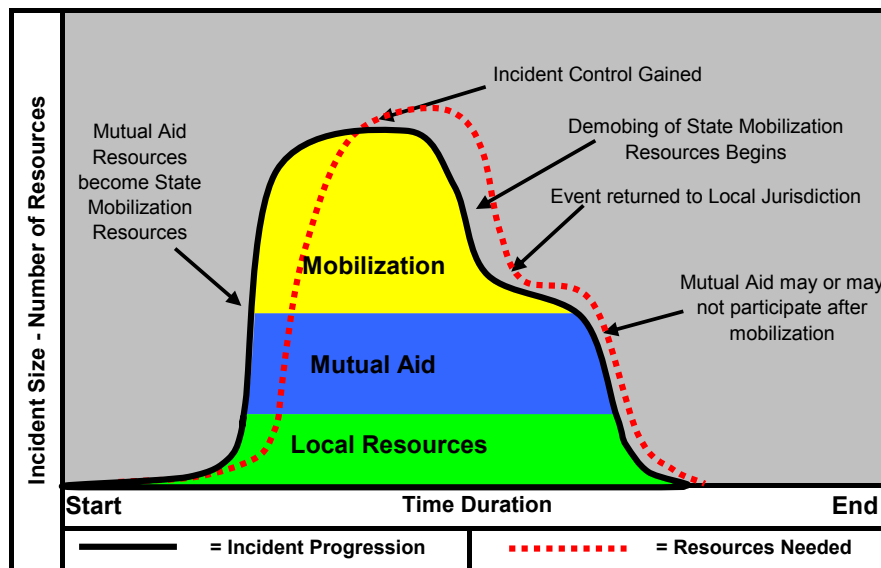 Incident Size - Number of Resources
Incident Control Gained
Mutual Aid
Resources
become State
Mobilization
Resources
Demobing of State Mobilization
Resources Begins
Event returned to Local Jurisdiction
Mutual Aid may or may
not participate after
mobilization
Mobilization
Mutual Aid
Local Resources
Start
Time Duration
End
= Incident Progression
= Resources Needed